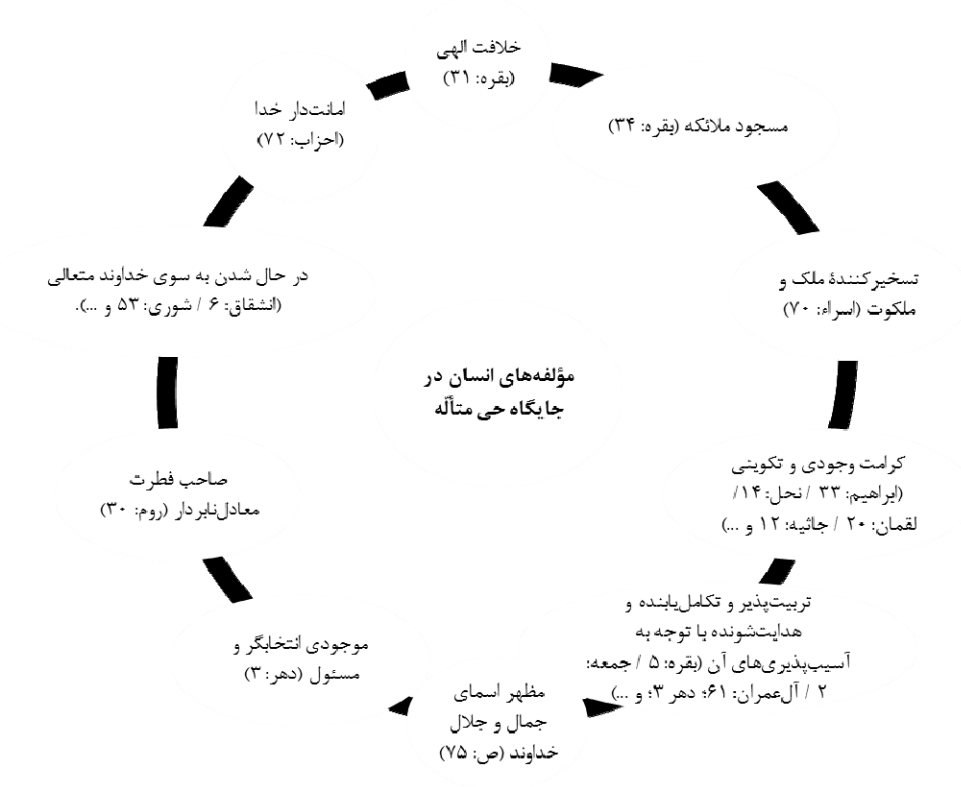 خلافت الهی
(بقره: ۳۱)
مسجود ملائکه (بقره: ۳۴)
تسخیرکنندۀ ملک و
ملکوت (اسراء: ۷۰)
کرامت وجودی و تکوینی
(ابراهیم: ۳۳ / نحل: ۱۴/
لقمان: ۲۰ / جاثیه: ۱۲ و ...)
تربیت‌پذیر و تکامل‌یابنده و
هدایت‌شونده با توجه به
آسیب‌پذیری‌های آن (بقره: ۵ / جمعه:
۲ / آل‌عمران: ۶۱؛ دهر ۳؛ و ...)
مظهر اسمای
جمال و جلال
خداوند (ص: ۷۵)
موجودی انتخابگر و
مسئول (دهر: ۳)
صاحب فطرت
معادل‌نابردار (روم: ۳۰)
در حال شدن به سوی خداوند متعالی
(انشقاق: ۶ / شوری: ۵۳ و ...).
امانت‌دار خدا
(احزاب: ۷۲)
مؤلفه‌های انسان در
جایگاه حی متألّه